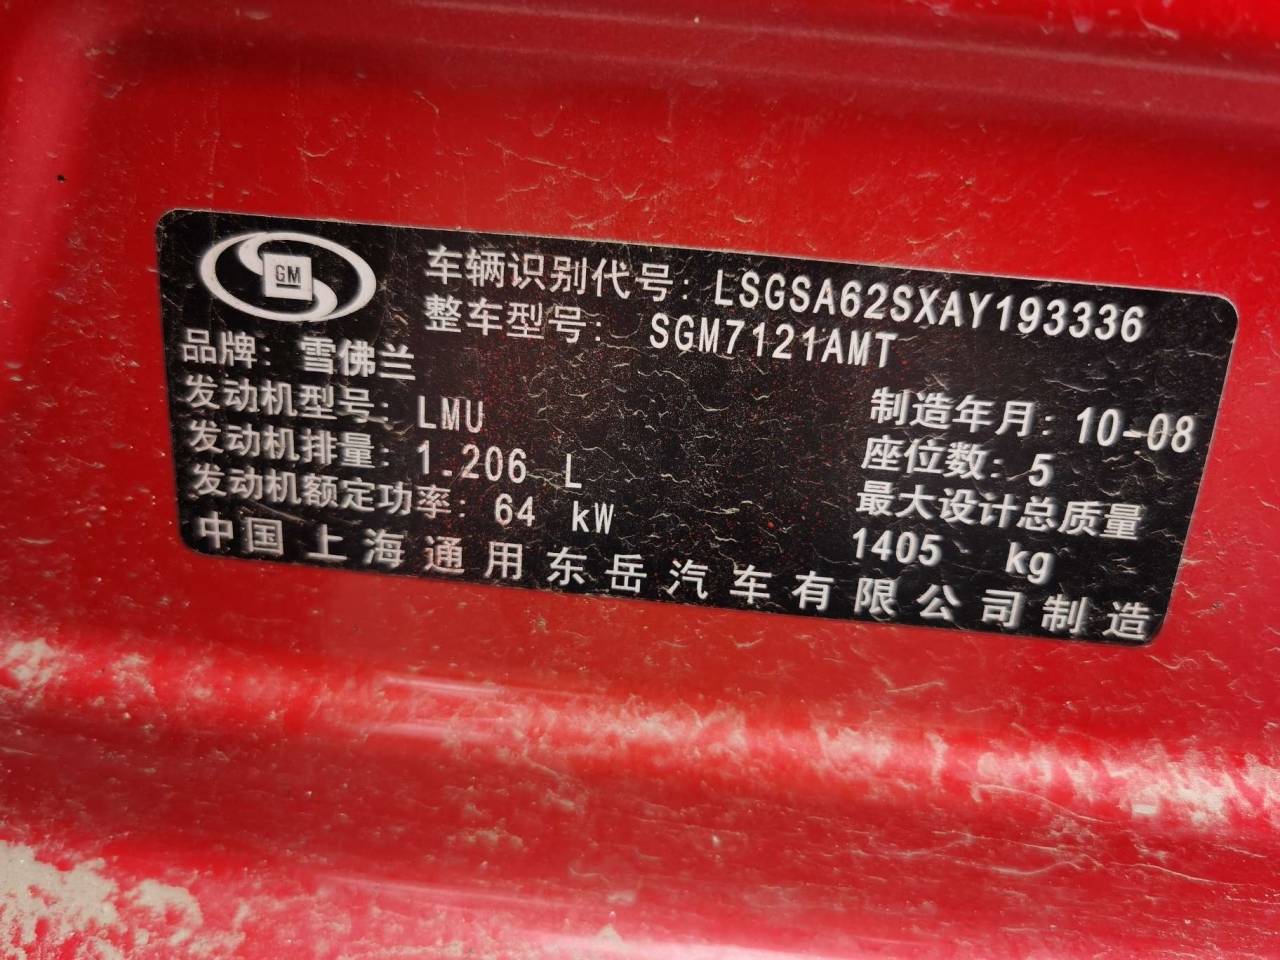 GM
车辆识别代号: LSGSA62SXAY193336
整车型号: SGM7121AMT
品牌: 雪佛兰
发动机型号: LMU
制造年月: 10-08
发动机排量: 1.206 L
座位数: 5
发动机额定功率: 64 kW
最大设计总质量
1405 kg
中国上海通用东岳汽车有限公司制造